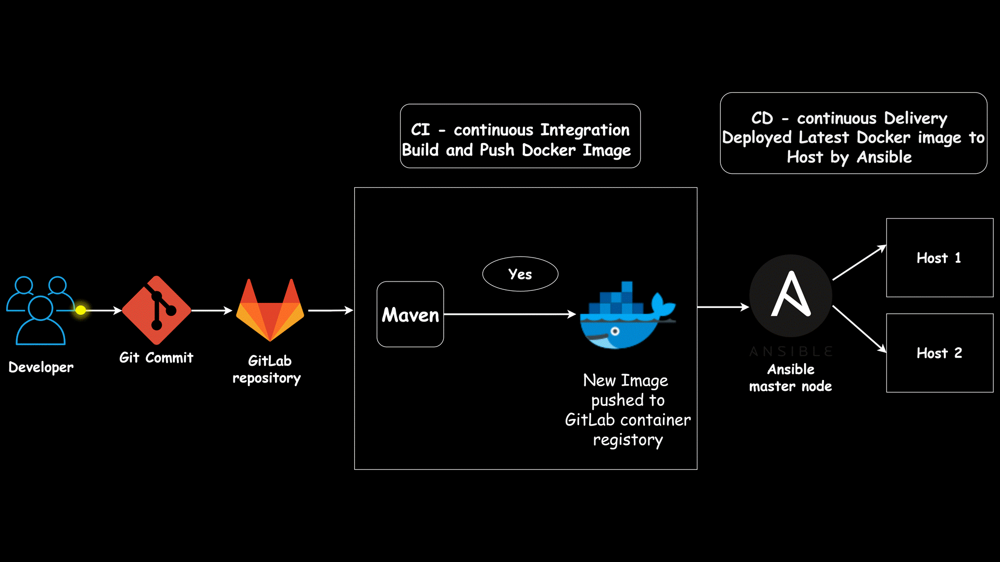 CI - continuous Integration
Build and Push Docker Image
CD - continuous Delivery
Deployed Latest Docker image to
Host by Ansible
Developer
Git Commit
GitLab
repository
Maven
Yes
New Image
pushed to
GitLab container
registory
ANSIBLE
Ansible
master node
Host 1
Host 2